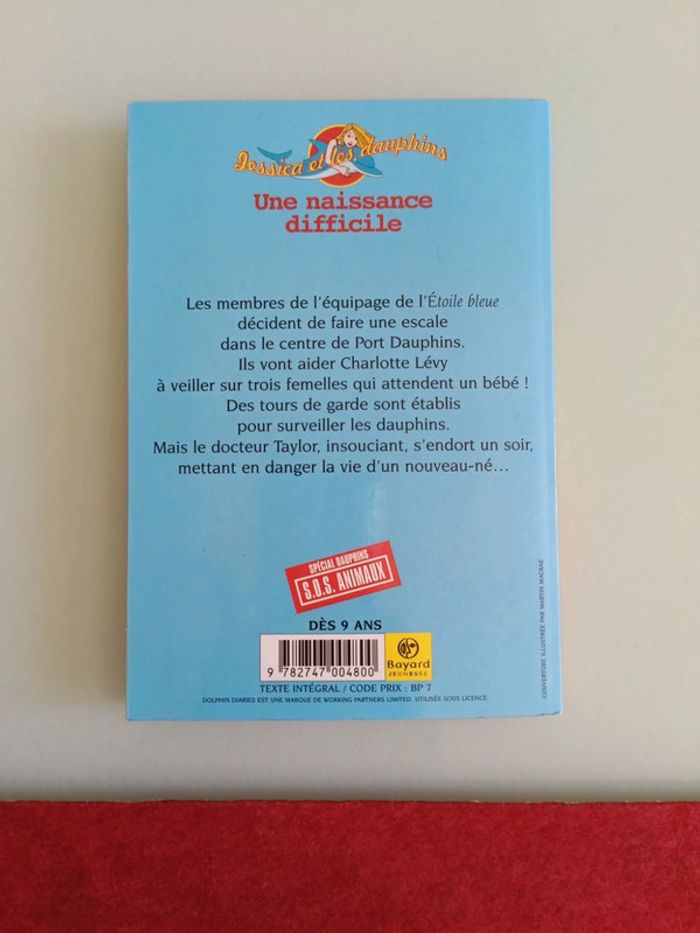 Jessica et les dauphins
Une naissance
difficile
Les membres de l'équipage de l'Étoile bleue
décident de faire une escale
dans le centre de Port Dauphins.
Ils vont aider Charlotte Lévy
à veiller sur trois femelles qui attendent un bébé !
Des tours de garde sont établis
pour surveiller les dauphins.
Mais le docteur Taylor, insouciant, s'endort un soir,
mettant en danger la vie d'un nouveau-né...
SPÉCIAL DAUPHINS
S.O.S. ANIMAUX
DÈS 9 ANS
9 782747 004800
Bayard
JEUNESSE
TEXTE INTÉGRAL / CODE PRIX : BP 7
DOLPHIN DIARIES EST UNE MARQUE DE WORKING PARTNERS LIMITED. UTILISÉE SOUS LICENCE.
COUVERTURE ILLUSTRÉE PAR MARTIN MACRAE